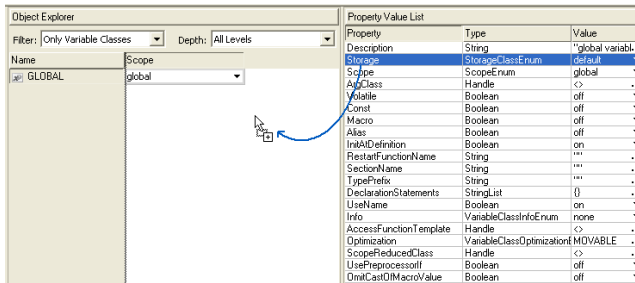 Object Explorer
Filter: Only Variable Classes Depth: All Levels
Name Scope
GLOBAL global
Property Value List
Property Type Value
Description String "global variabl
Storage StorageClassEnum default
Scope ScopeEnum global
ArgClass Handle <>
Volatile Boolean off
Const Boolean off
Macro Boolean off
Alias Boolean off
InitAtDefinition Boolean on
RestartFunctionName String ""
SectionName String ""
TypePrefix String ""
DeclarationStatements StringList {}
UseName Boolean on
Info VariableClassInfoEnum none
AccessFunctionTemplate Handle <>
Optimization VariableClassOptimizationE MOVABLE
ScopeReducedClass Handle <>
UsePreprocessorIf Boolean off
OmitCastOfMacroValue Boolean off